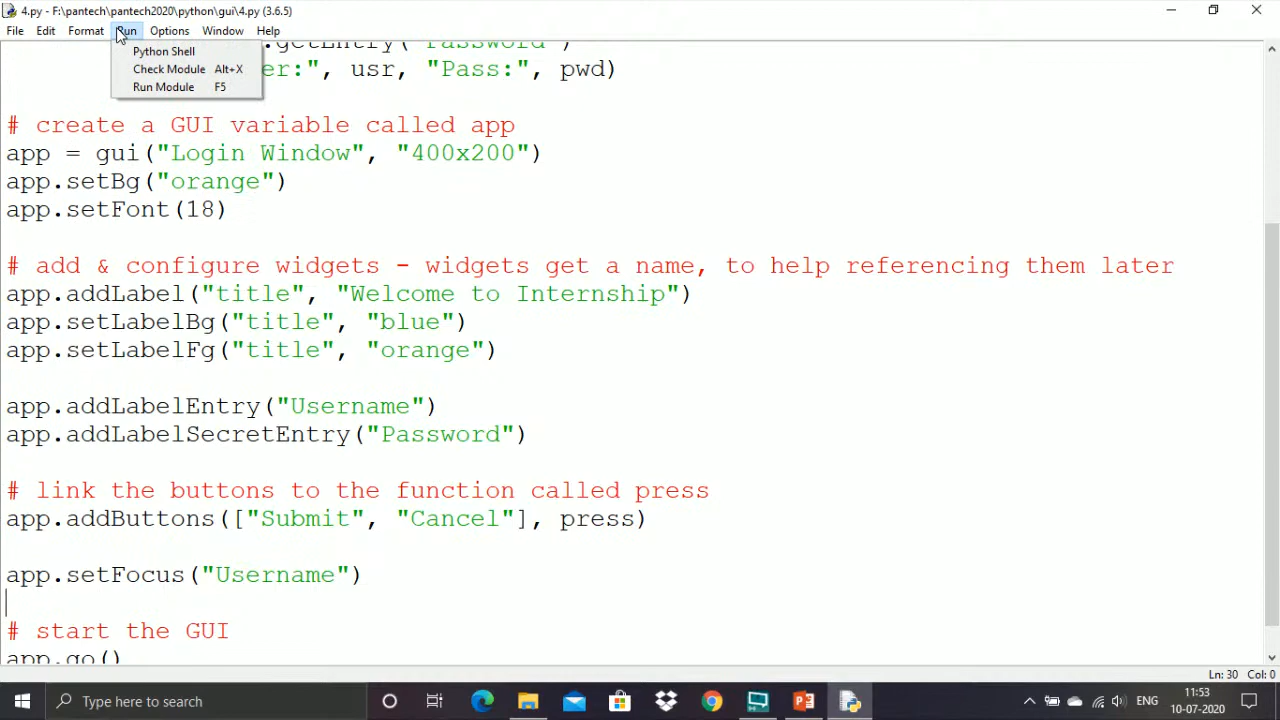 4.py - F:\pantech\pantech2020\python\gui\4.py (3.6.5)
File Edit Format Run Options Window Help
Python Shell
Check Module Alt+X
Run Module F5
.getEntry("Password")
er:", usr, "Pass:", pwd)
# create a GUI variable called app
app = gui("Login Window", "400x200")
app.setBg("orange")
app.setFont(18)
# add & configure widgets - widgets get a name, to help referencing them later
app.addLabel("title", "Welcome to Internship")
app.setLabelBg("title", "blue")
app.setLabelFg("title", "orange")
app.addLabelEntry("Username")
app.addLabelSecretEntry("Password")
# link the buttons to the function called press
app.addButtons(["Submit", "Cancel"], press)
app.setFocus("Username")
# start the GUI
app.go()
Ln: 30 Col: 0
Type here to search
ENG
11:53
10-07-2020